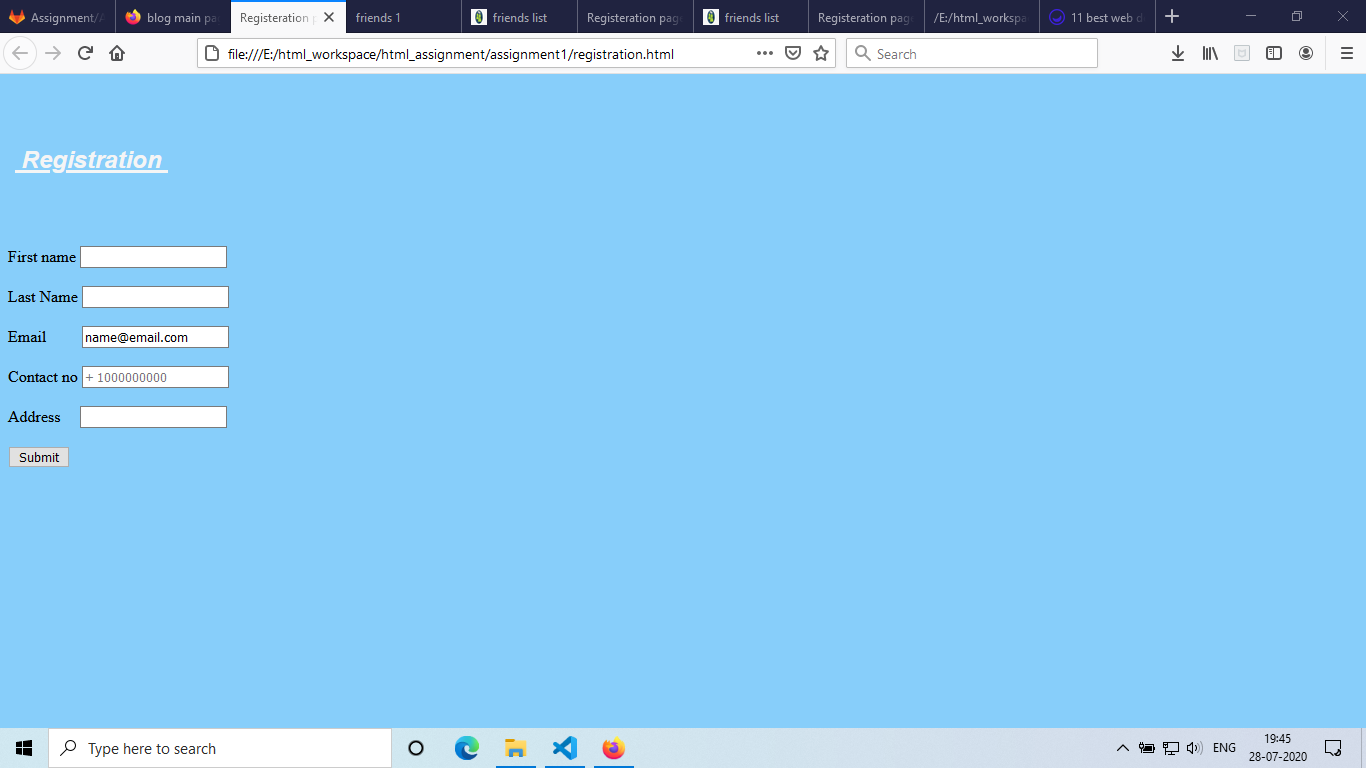 Assignment/A
blog main pa
Registeration p
friends 1
friends list
Registeration page
friends list
Registeration page
/E:/html_workspa
11 best web d
file:///E:/html_workspace/html_assignment/assignment1/registration.html
Search
Registration
First name
Last Name
Email name@email.com
Contact no + 1000000000
Address
Submit
Type here to search
ENG
19:45
28-07-2020